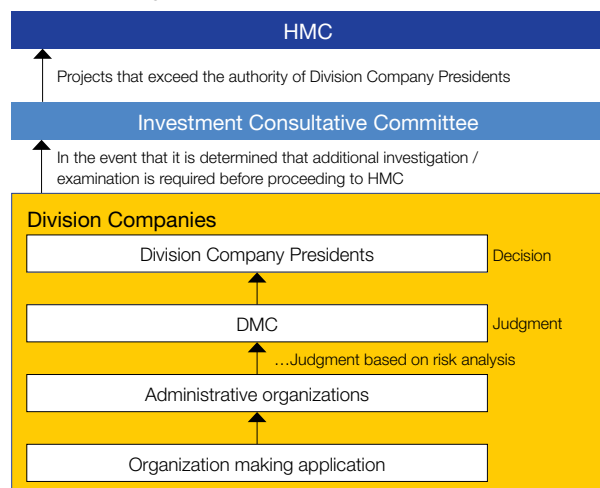 HMC
Projects that exceed the authority of Division Company Presidents
Investment Consultative Committee
In the event that it is determined that additional investigation /
examination is required before proceeding to HMC
Division Companies
Division Company Presidents
Decision
DMC
Judgment
…Judgment based on risk analysis
Administrative organizations
Organization making application